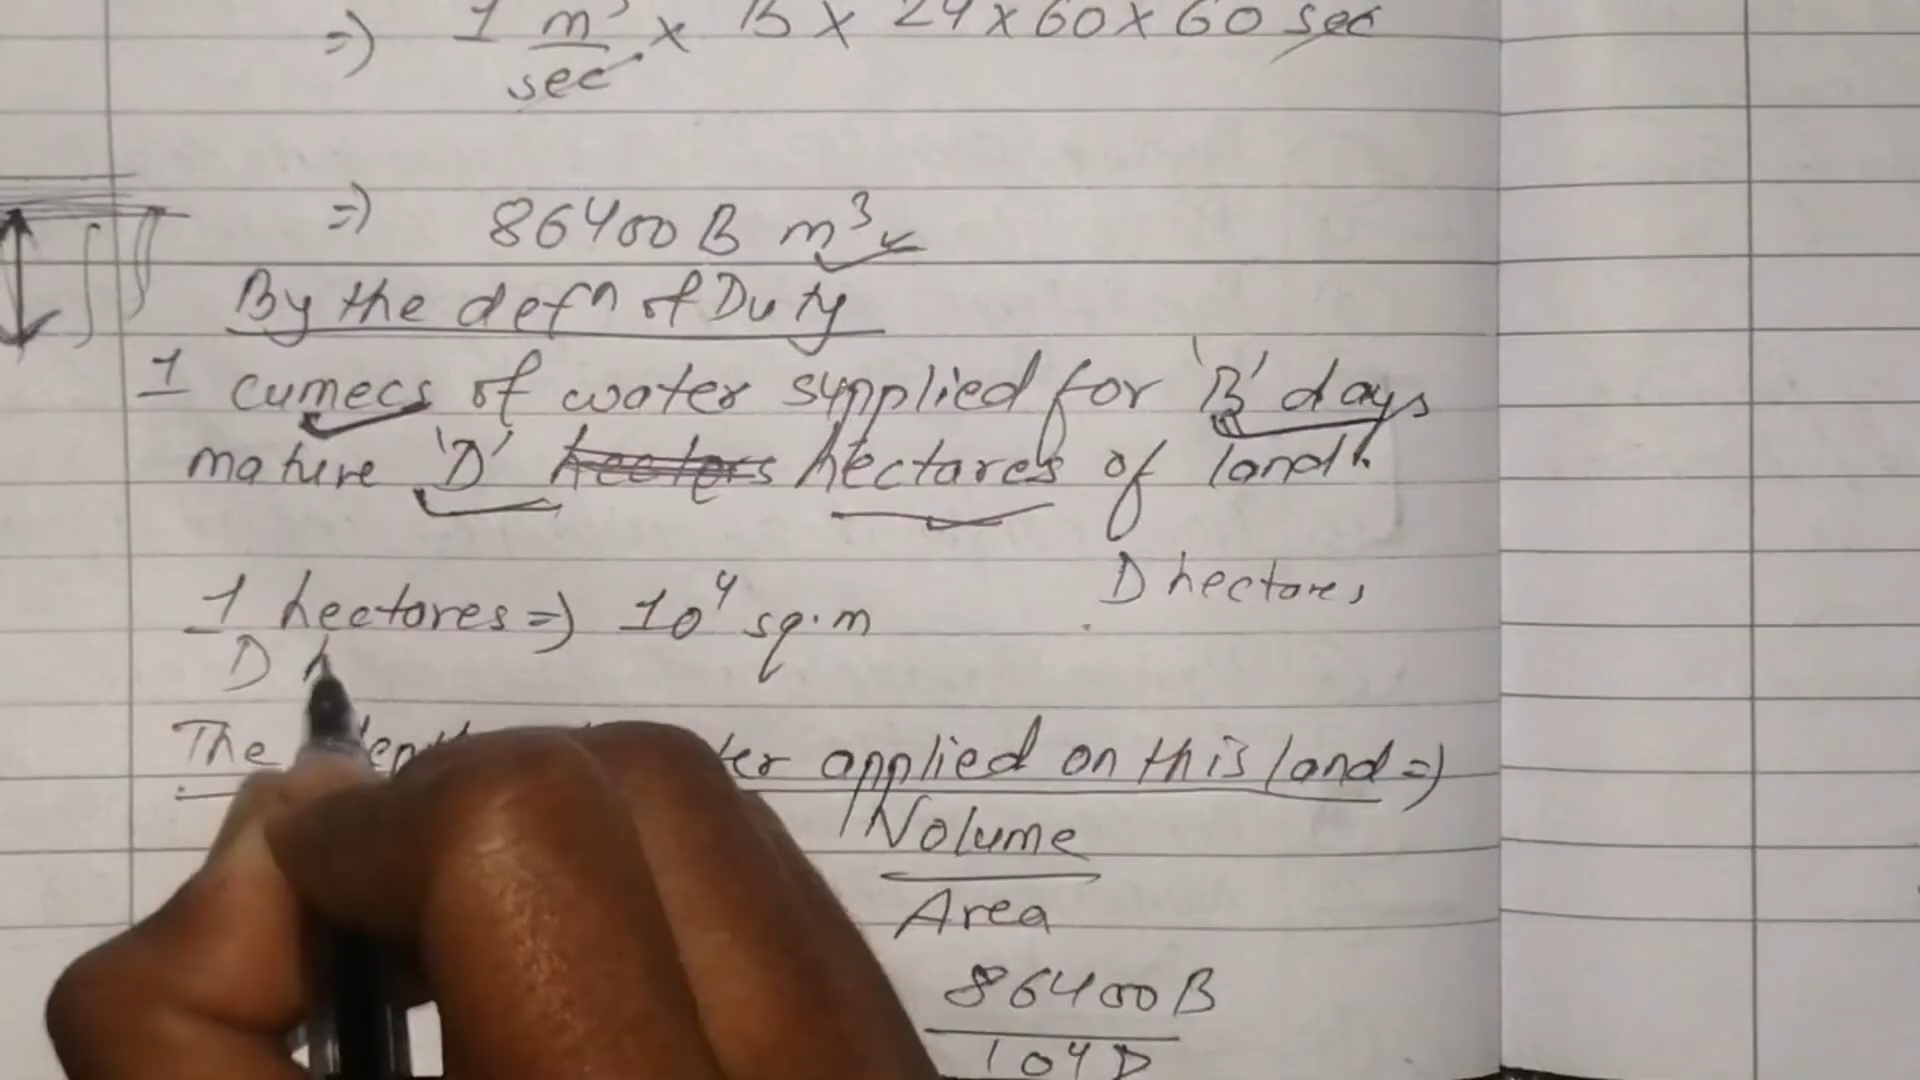 => 1 m³/sec × B × 24 × 60 × 60 sec
=> 86400 B m³
By the defn of Duty
1 cumecs of water supplied for 'B' days
mature 'D' hectares of land
D hectares
1 hectares => 10⁴ sq.m
D h
The applied on this land =>
Volume
Area
86400 B
10⁴ D